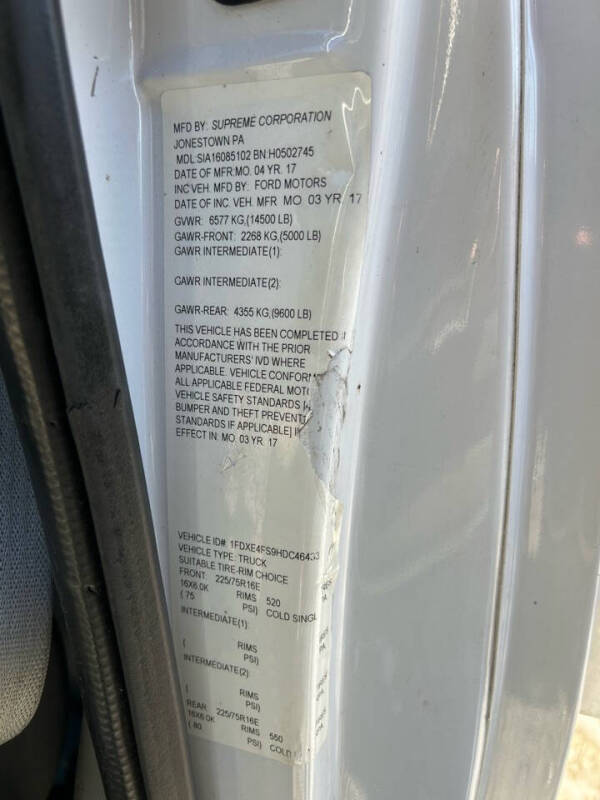 MFD BY: SUPREME CORPORATION
JONESTOWN PA
MDL:SIA16085102 BN:H0502745
DATE OF MFR:MO. 04 YR. 17
INC VEH. MFD BY: FORD MOTORS
DATE OF INC. VEH. MFR. MO. 03 YR. 17
GVWR: 6577 KG,(14500 LB)
GAWR-FRONT: 2268 KG,(5000 LB)
GAWR INTERMEDIATE(1):
GAWR INTERMEDIATE(2):
GAWR-REAR: 4355 KG,(9600 LB)
THIS VEHICLE HAS BEEN COMPLETED
ACCORDANCE WITH THE PRIOR
MANUFACTURERS' IVD WHERE
APPLICABLE. VEHICLE CONFORM
ALL APPLICABLE FEDERAL MOT
VEHICLE SAFETY STANDARDS
BUMPER AND THEFT PREVENT
STANDARDS IF APPLICABLE]
EFFECT IN: MO. 03 YR. 17
VEHICLE ID#: 1FDXE4FS9HDC46433
VEHICLE TYPE: TRUCK
SUITABLE TIRE-RIM CHOICE
FRONT: 225/75R16E
16X6.0K RIMS 520
( 75 PSI) COLD SINGL
INTERMEDIATE(1):
RIMS
( PSI)
INTERMEDIATE(2):
RIMS
( PSI)
REAR 225/75R16E
16X6.0K RIMS 550
( 80 PSI) COLD